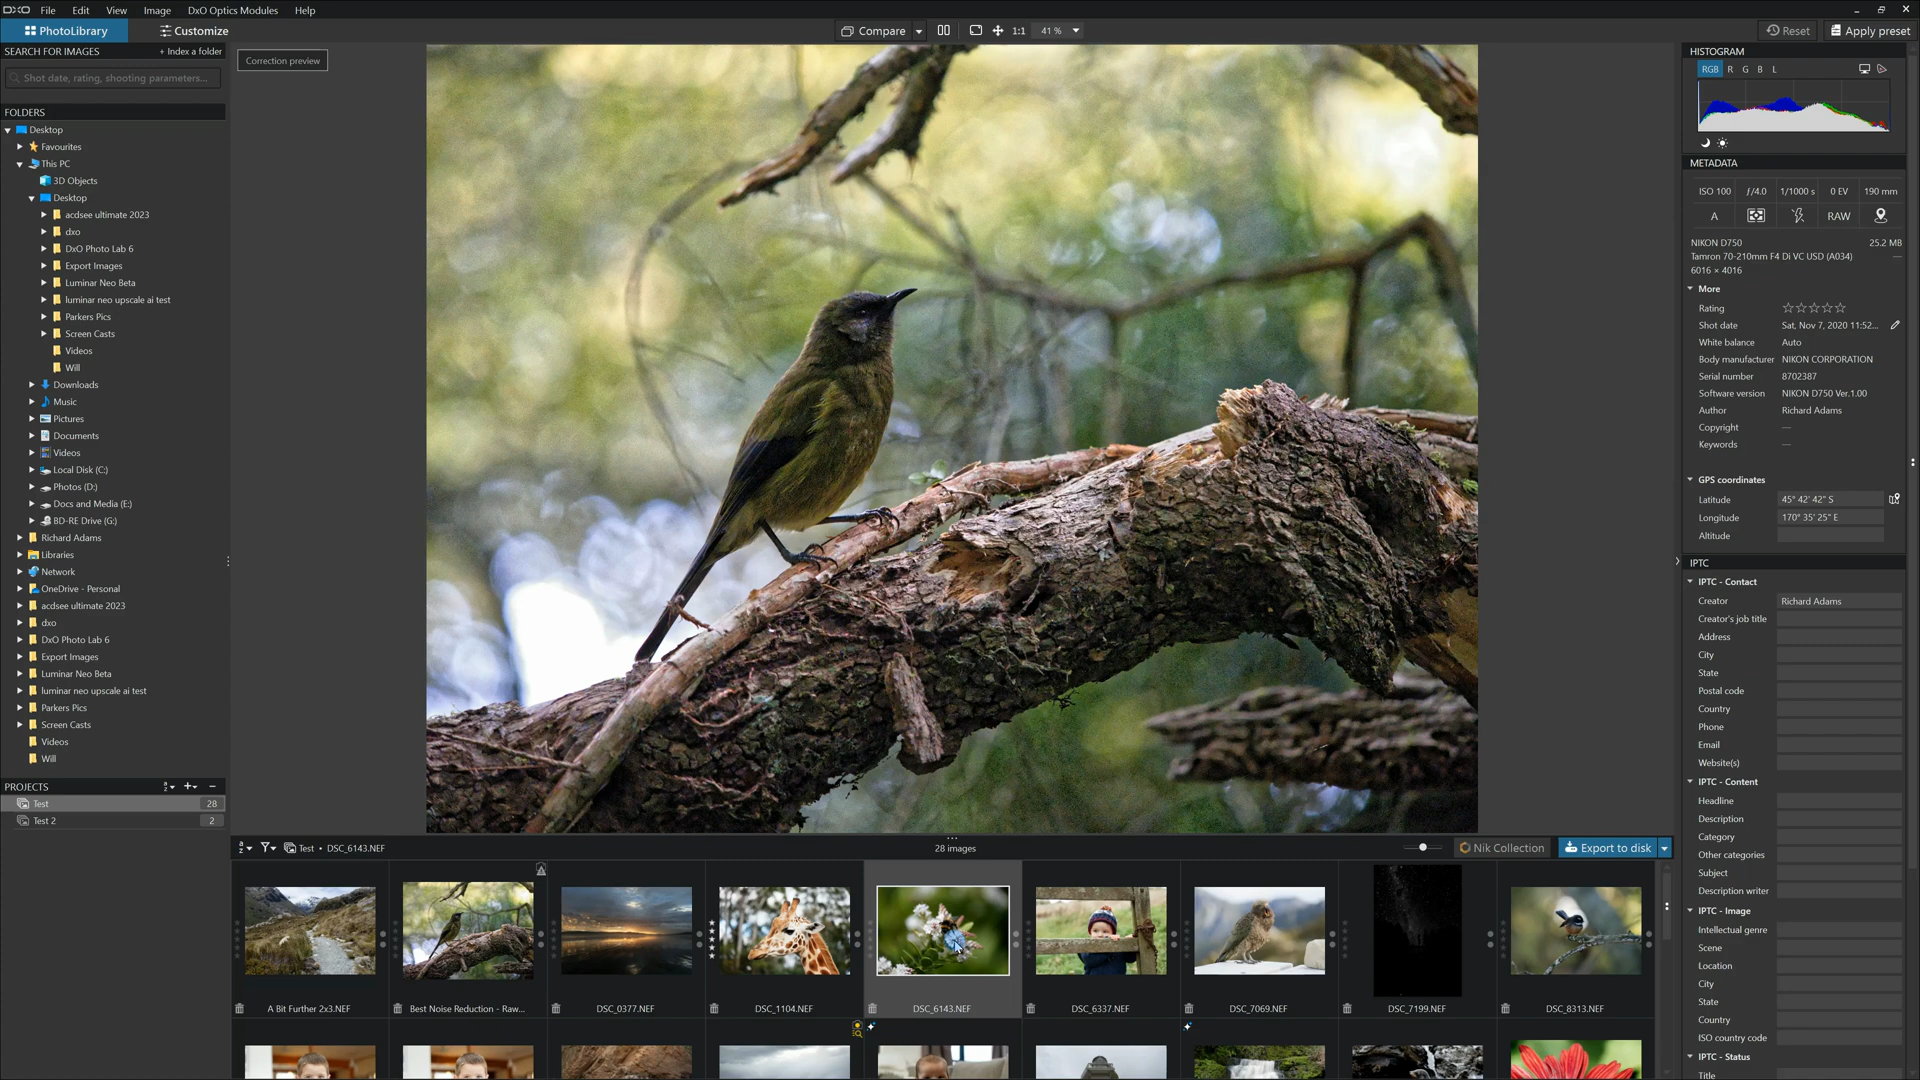 DXO File Edit View Image DxO Optics Modules Help
PhotoLibrary Customize Compare 1:1 41 % Reset Apply preset
SEARCH FOR IMAGES + Index a folder
Shot date, rating, shooting parameters...
FOLDERS
Desktop
Favourites
This PC
3D Objects
Desktop
acdsee ultimate 2023
dxo
DxO Photo Lab 6
Export Images
Luminar Neo Beta
luminar neo upscale ai test
Parkers Pics
Screen Casts
Videos
Will
Downloads
Music
Pictures
Documents
Videos
Local Disk (C:)
Photos (D:)
Docs and Media (E:)
BD-RE Drive (G:)
Richard Adams
Libraries
Network
OneDrive - Personal
acdsee ultimate 2023
dxo
DxO Photo Lab 6
Export Images
Luminar Neo Beta
luminar neo upscale ai test
Parkers Pics
Screen Casts
Videos
Will
PROJECTS
Test 28
Test 2 2
Correction preview
Test • DSC_6143.NEF 28 images Nik Collection Export to disk
A Bit Further 2x3.NEF Best Noise Reduction - Raw... DSC_0377.NEF DSC_1104.NEF DSC_6143.NEF DSC_6337.NEF DSC_7069.NEF DSC_7199.NEF DSC_8313.NEF
HISTOGRAM
RGB R G B L
METADATA
ISO 100 ƒ/4.0 1/1000 s 0 EV 190 mm
A RAW
NIKON D750 25.2 MB
Tamron 70-210mm F4 Di VC USD (A034) —
6016 × 4016
More
Rating
Shot date Sat, Nov 7, 2020 11:52...
White balance Auto
Body manufacturer NIKON CORPORATION
Serial number 8702387
Software version NIKON D750 Ver.1.00
Author Richard Adams
Copyright —
Keywords —
GPS coordinates
Latitude 45° 42' 42" S
Longitude 170° 35' 25" E
Altitude
IPTC
IPTC - Contact
Creator Richard Adams
Creator's job title
Address
City
State
Postal code
Country
Phone
Email
Website(s)
IPTC - Content
Headline
Description
Category
Other categories
Subject
Description writer
IPTC - Image
Intellectual genre
Scene
Location
City
State
Country
ISO country code
IPTC - Status
Title